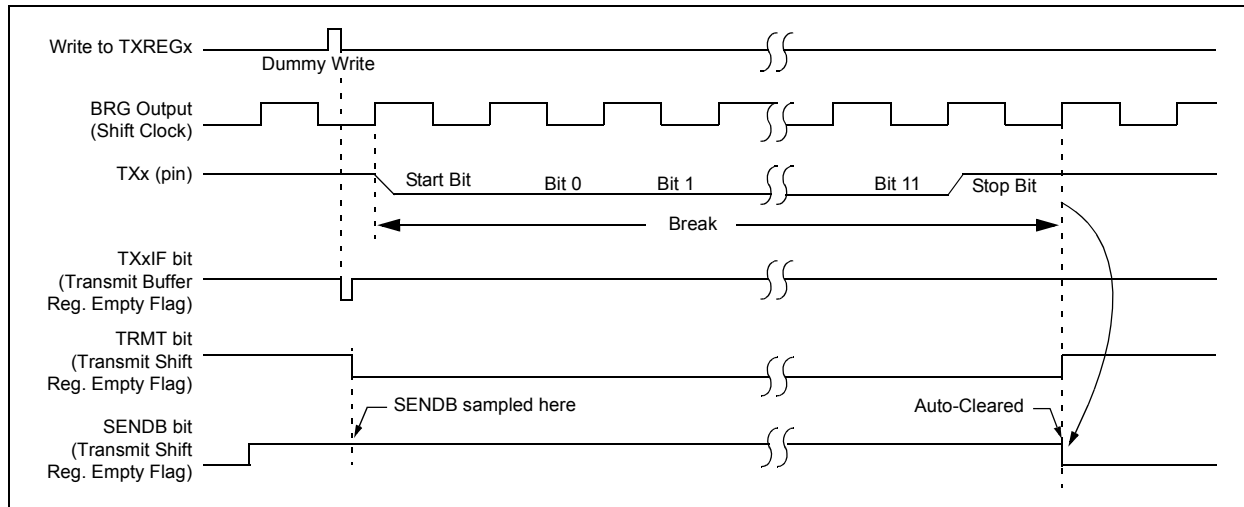 Write to TXREGx
Dummy Write
BRG Output
(Shift Clock)
TXx (pin)
Start Bit
Bit 0
Bit 1
Bit 11
Stop Bit
Break
TXxIF bit
(Transmit Buffer
Reg. Empty Flag)
TRMT bit
(Transmit Shift
Reg. Empty Flag)
SENDB sampled here
Auto-Cleared
SENDB bit
(Transmit Shift
Reg. Empty Flag)